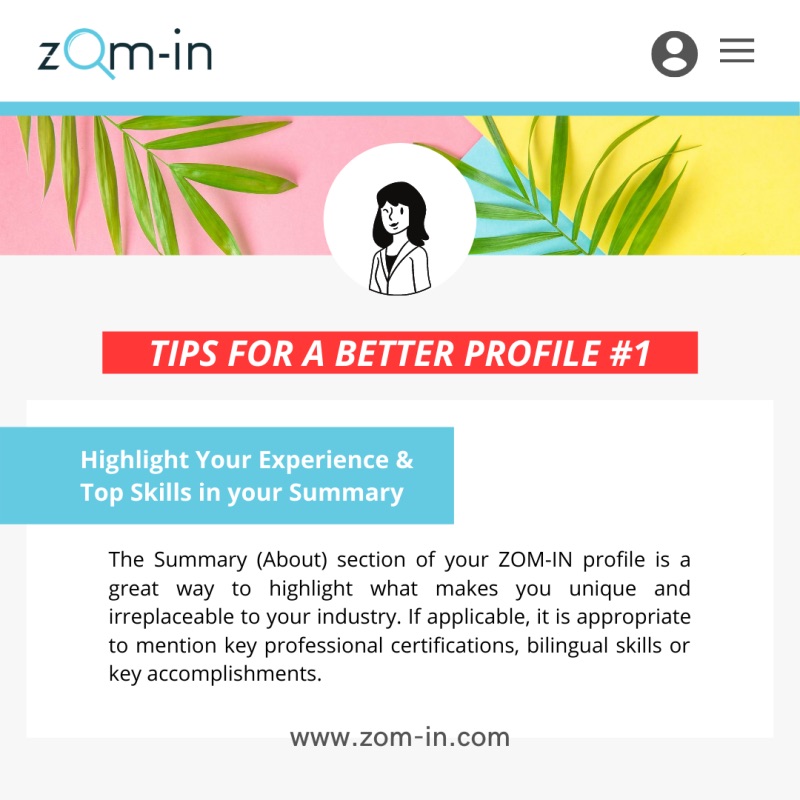 zom-in
TIPS FOR A BETTER PROFILE #1
Highlight Your Experience &
Top Skills in your Summary
The Summary (About) section of your ZOM-IN profile is a
great way to highlight what makes you unique and
irreplaceable to your industry. If applicable, it is appropriate
to mention key professional certifications, bilingual skills or
key accomplishments.
www.zom-in.com